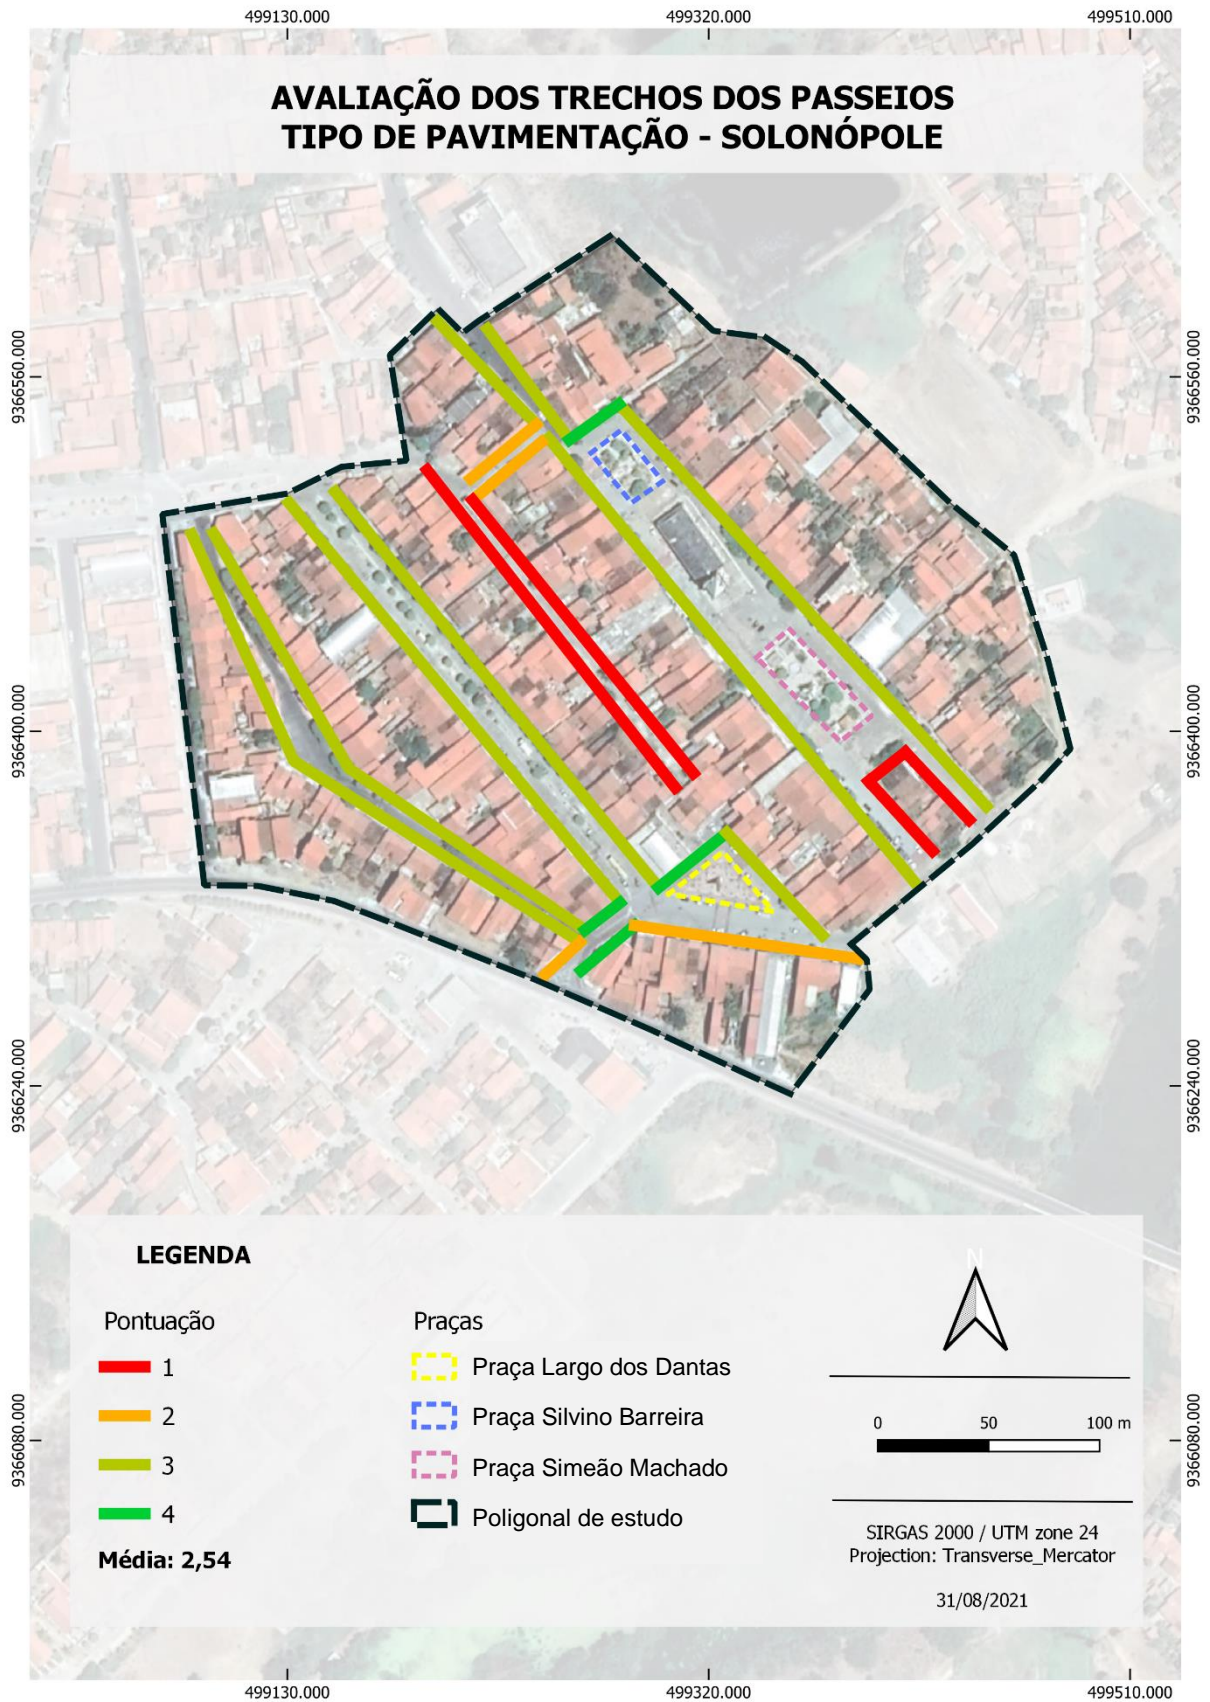 499130.000
499320.000
499510.000
AVALIAÇÃO DOS TRECHOS DOS PASSEIOS
TIPO DE PAVIMENTAÇÃO - SOLONÓPOLE
9366560.000
9366560.000
9366400.000
9366400.000
9366240.000
9366240.000
9366080.000
9366080.000
LEGENDA
Pontuação
1
2
3
4
Média: 2,54
Praças
Praça Largo dos Dantas
Praça Silvino Barreira
Praça Simeão Machado
Poligonal de estudo
N
0 50 100 m
SIRGAS 2000 / UTM zone 24
Projection: Transverse_Mercator
31/08/2021
499130.000
499320.000
499510.000